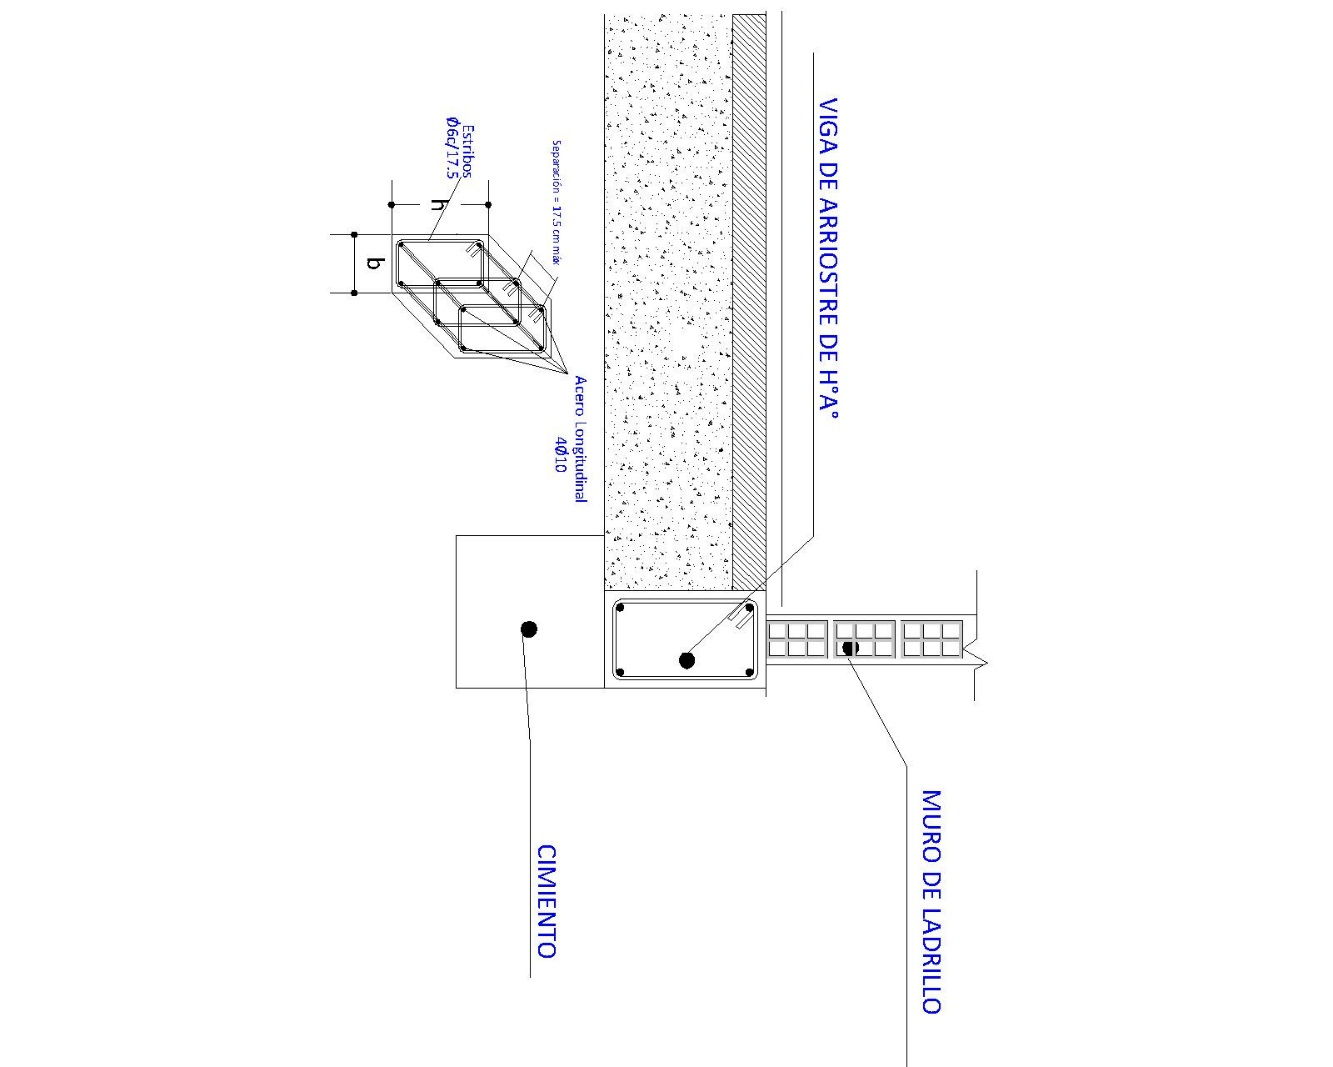 VIGA DE ARRIOSTRE DE H°A°
MURO DE LADRILLO
Separación = 17.5 cm máx
Estribos
Ø6c/17.5
h
b
Acero Longitudinal
4Ø10
CIMIENTO